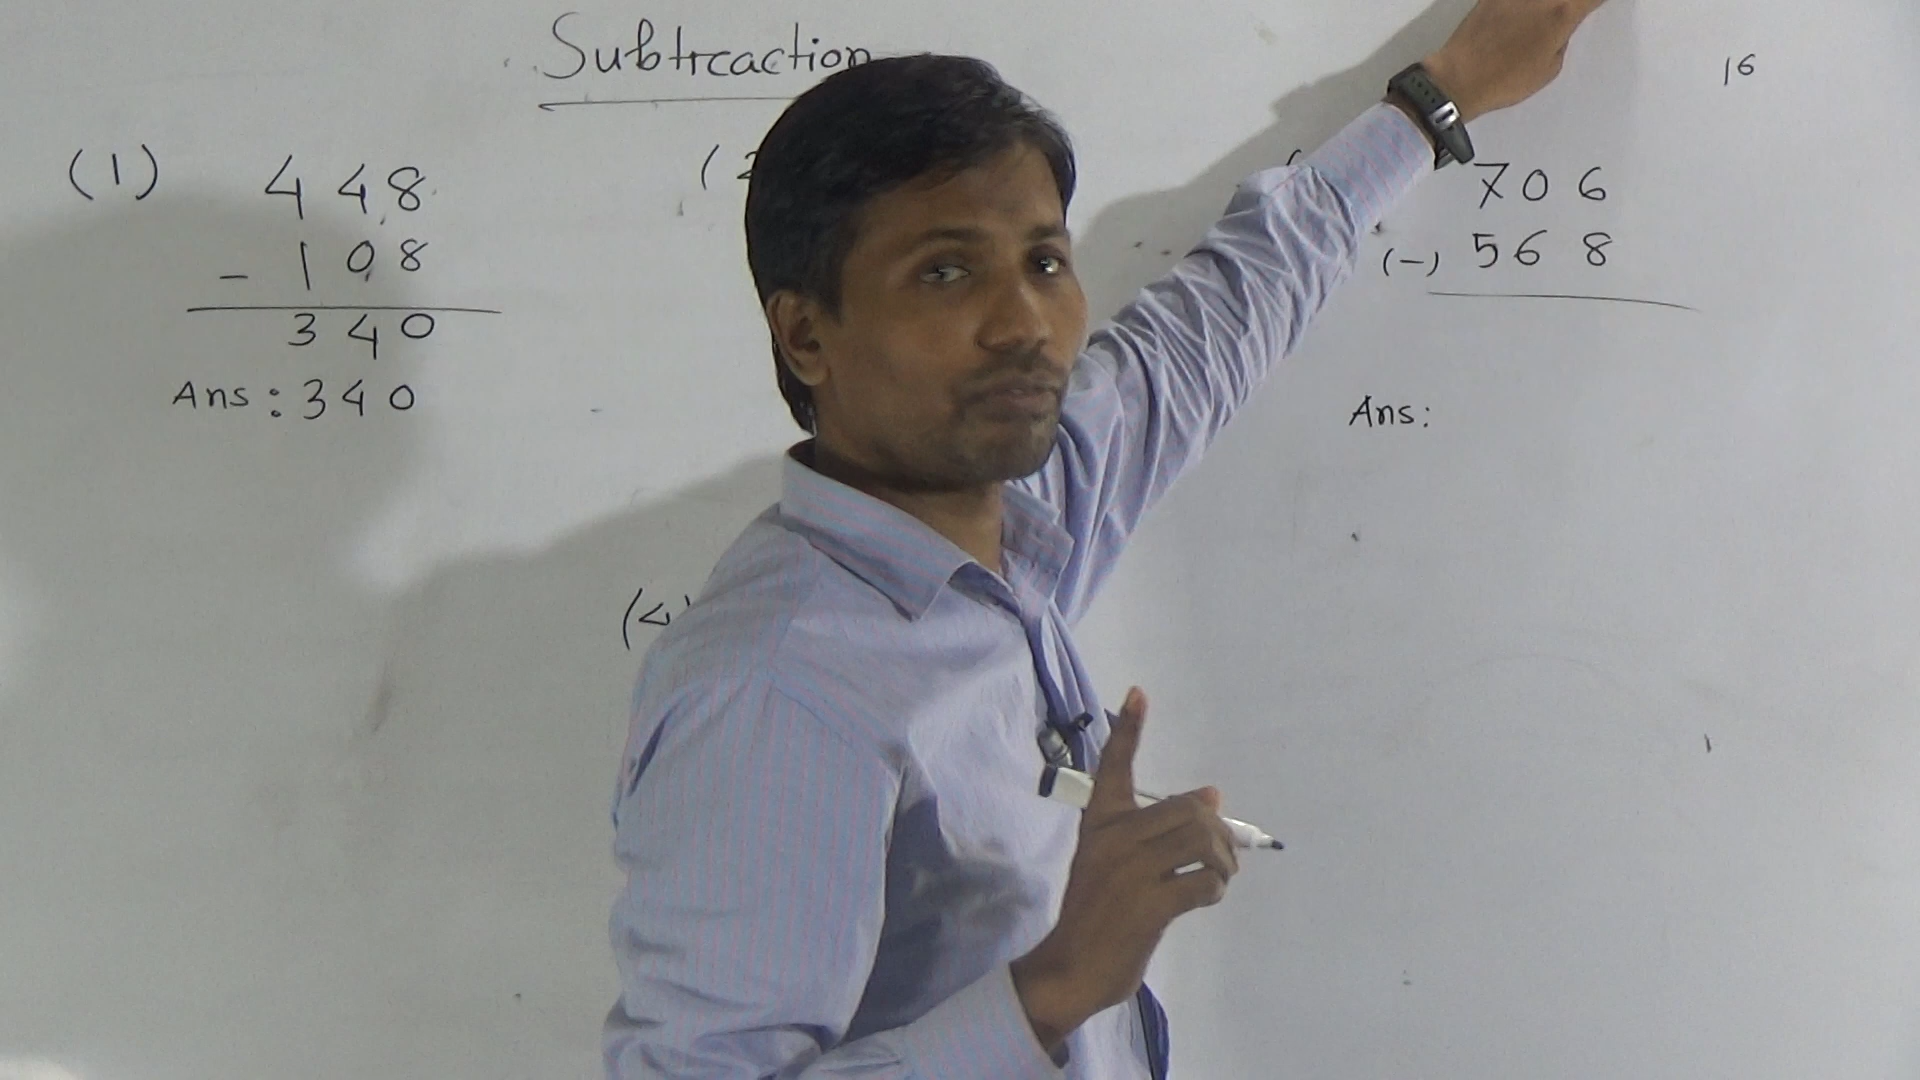 Subtraction
16
(1) 448
- 108
340
Ans: 340
706
(-) 568
Ans: